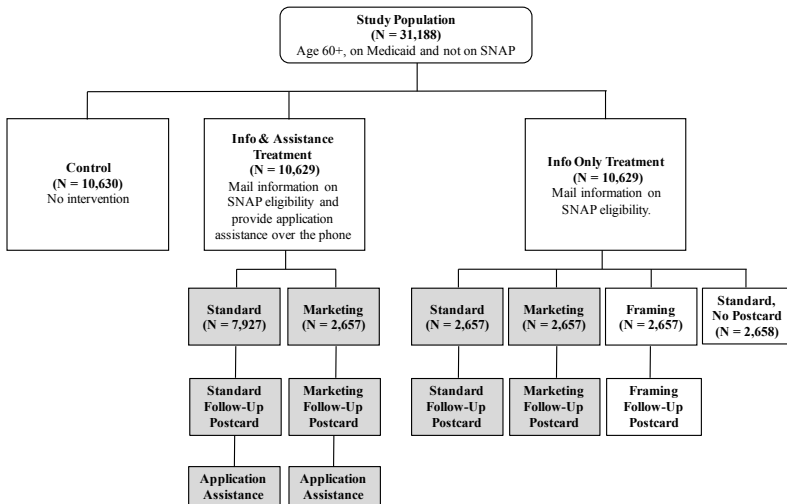 Study Population
(N = 31,188)
Age 60+, on Medicaid and not on SNAP
Control
(N = 10,630)
No intervention
Info & Assistance
Treatment
(N = 10,629)
Mail information on
SNAP eligibility and
provide application
assistance over the phone
Info Only Treatment
(N = 10,629)
Mail information on
SNAP eligibility.
Standard
(N = 7,927)
Marketing
(N = 2,657)
Standard
(N = 2,657)
Marketing
(N = 2,657)
Framing
(N = 2,657)
Standard,
No Postcard
(N = 2,658)
Standard
Follow-Up
Postcard
Marketing
Follow-Up
Postcard
Standard
Follow-Up
Postcard
Marketing
Follow-Up
Postcard
Framing
Follow-Up
Postcard
Application
Assistance
Application
Assistance